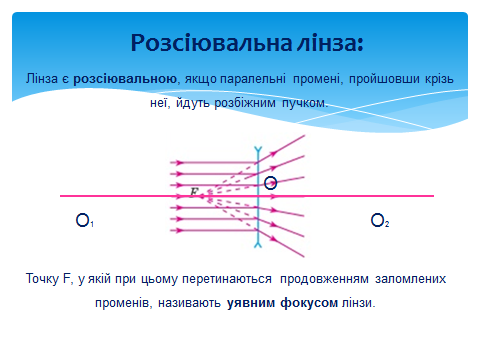 Розсіювальна лінза:
Лінза є розсіювальною, якщо паралельні промені, пройшовши крізь
неї, йдуть розбіжним пучком.
O
F
O₁
O₂
Точку F, у якій при цьому перетинаються продовженням заломлених
променів, називають уявним фокусом лінзи.